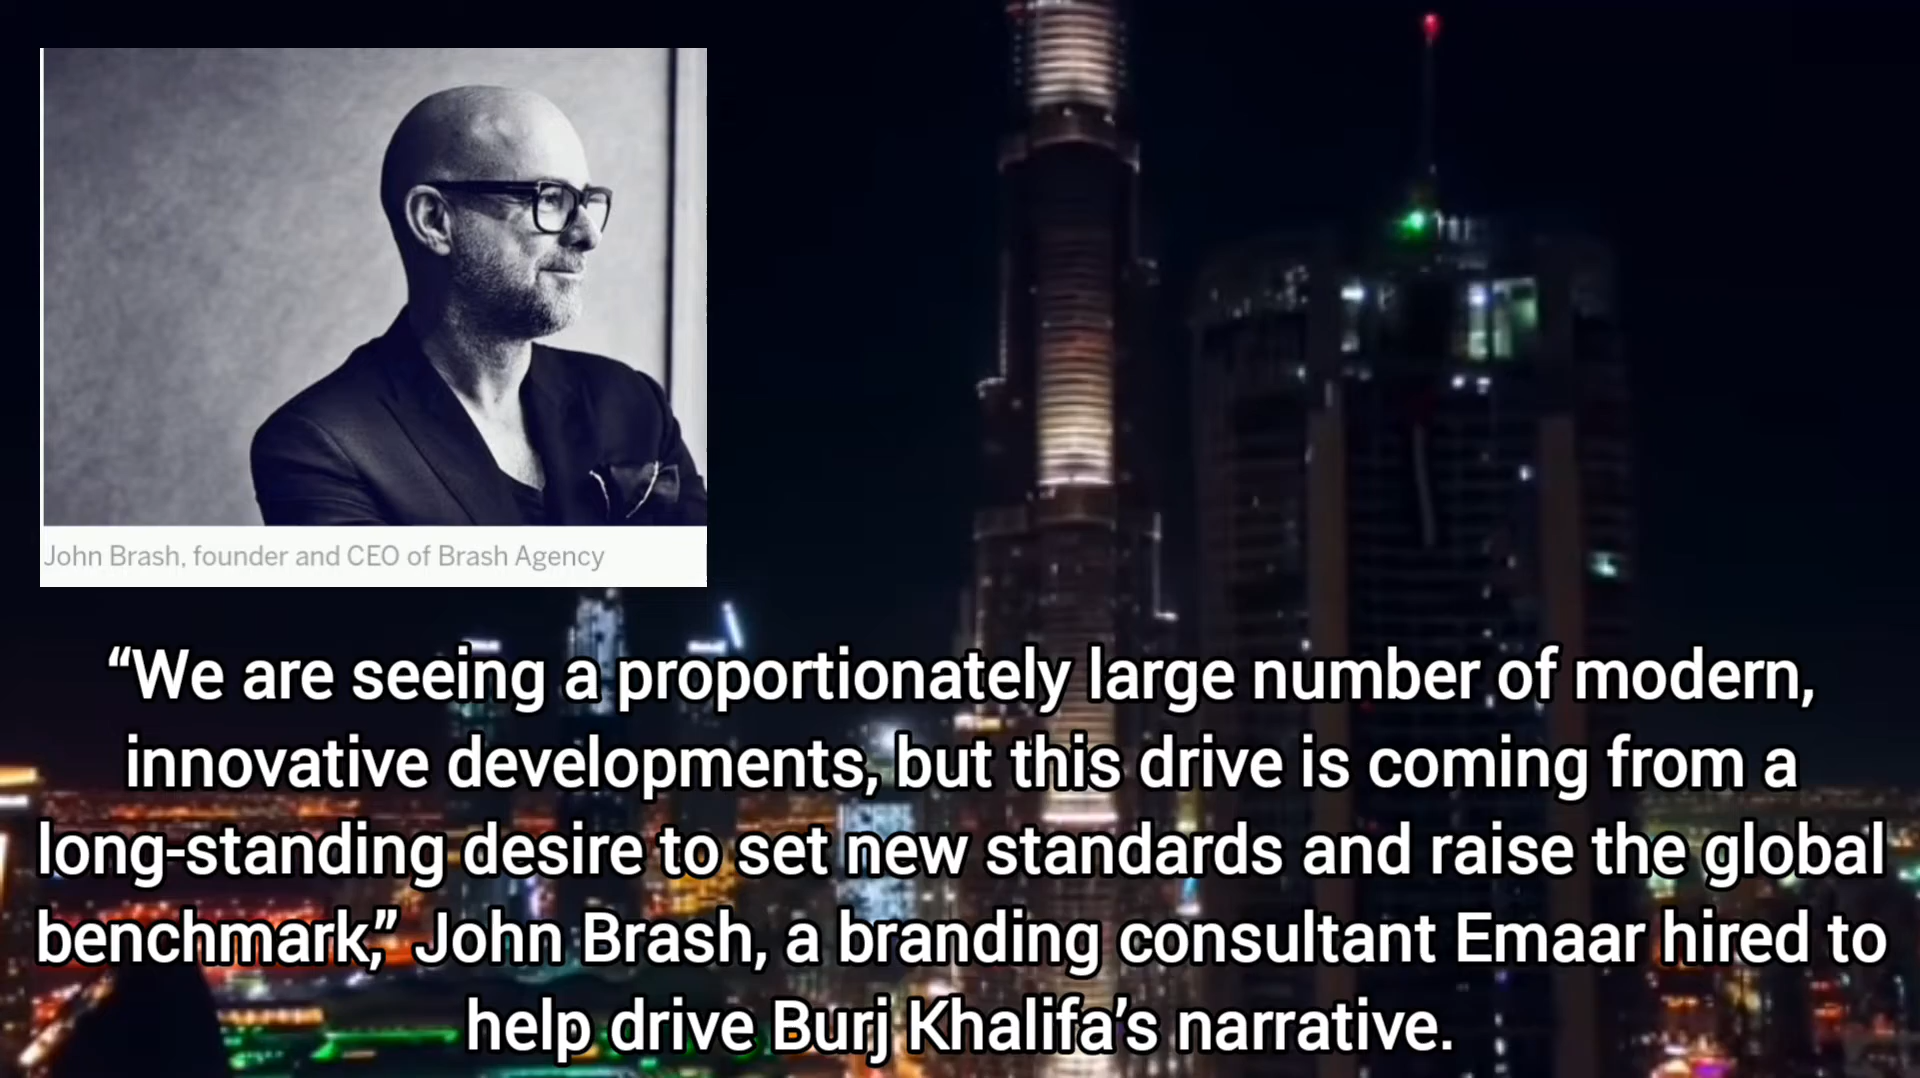 John Brash, founder and CEO of Brash Agency
“We are seeing a proportionately large number of modern,
innovative developments, but this drive is coming from a
long-standing desire to set new standards and raise the global
benchmark,” John Brash, a branding consultant Emaar hired to
help drive Burj Khalifa’s narrative.